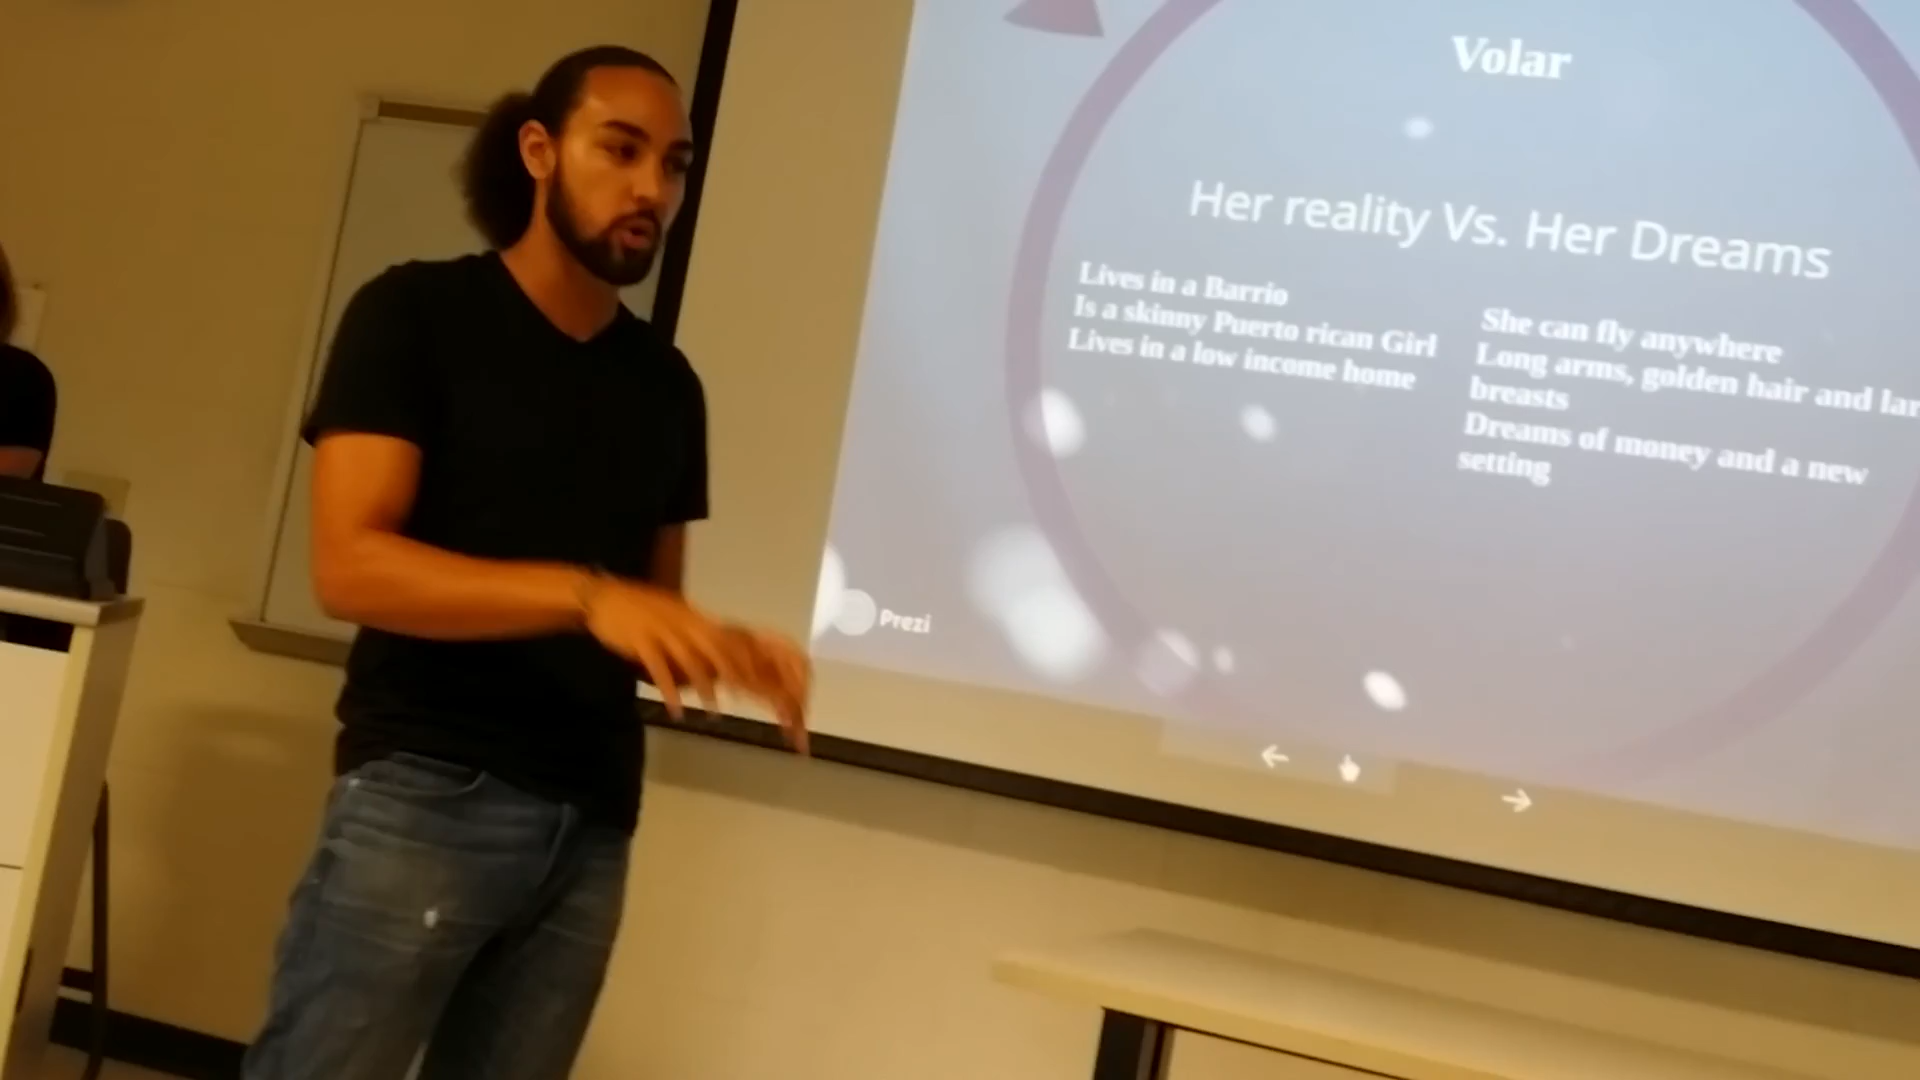 Volar
Her reality Vs. Her Dreams
Lives in a Barrio
Is a skinny Puerto rican Girl
Lives in a low income home
She can fly anywhere
Long arms, golden hair and lar
breasts
Dreams of money and a new
setting
Prezi